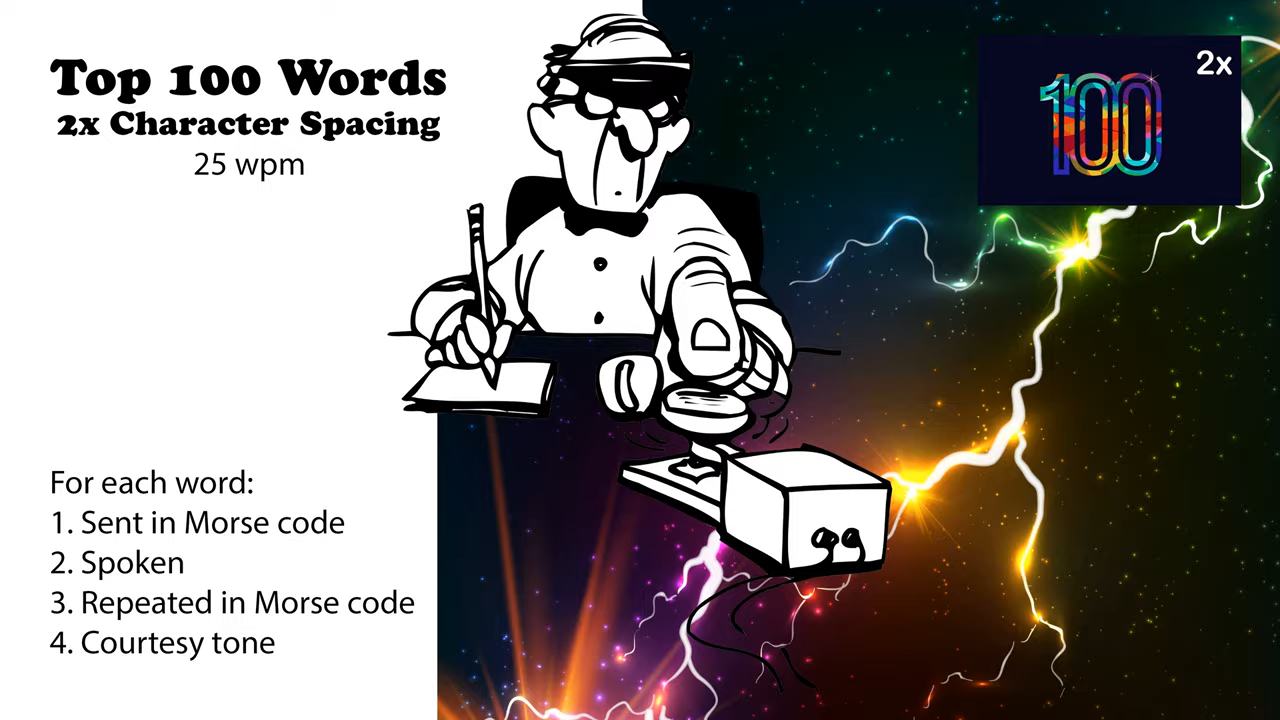 Top 100 Words
2x Character Spacing
25 wpm
2x
100
For each word:
1. Sent in Morse code
2. Spoken
3. Repeated in Morse code
4. Courtesy tone